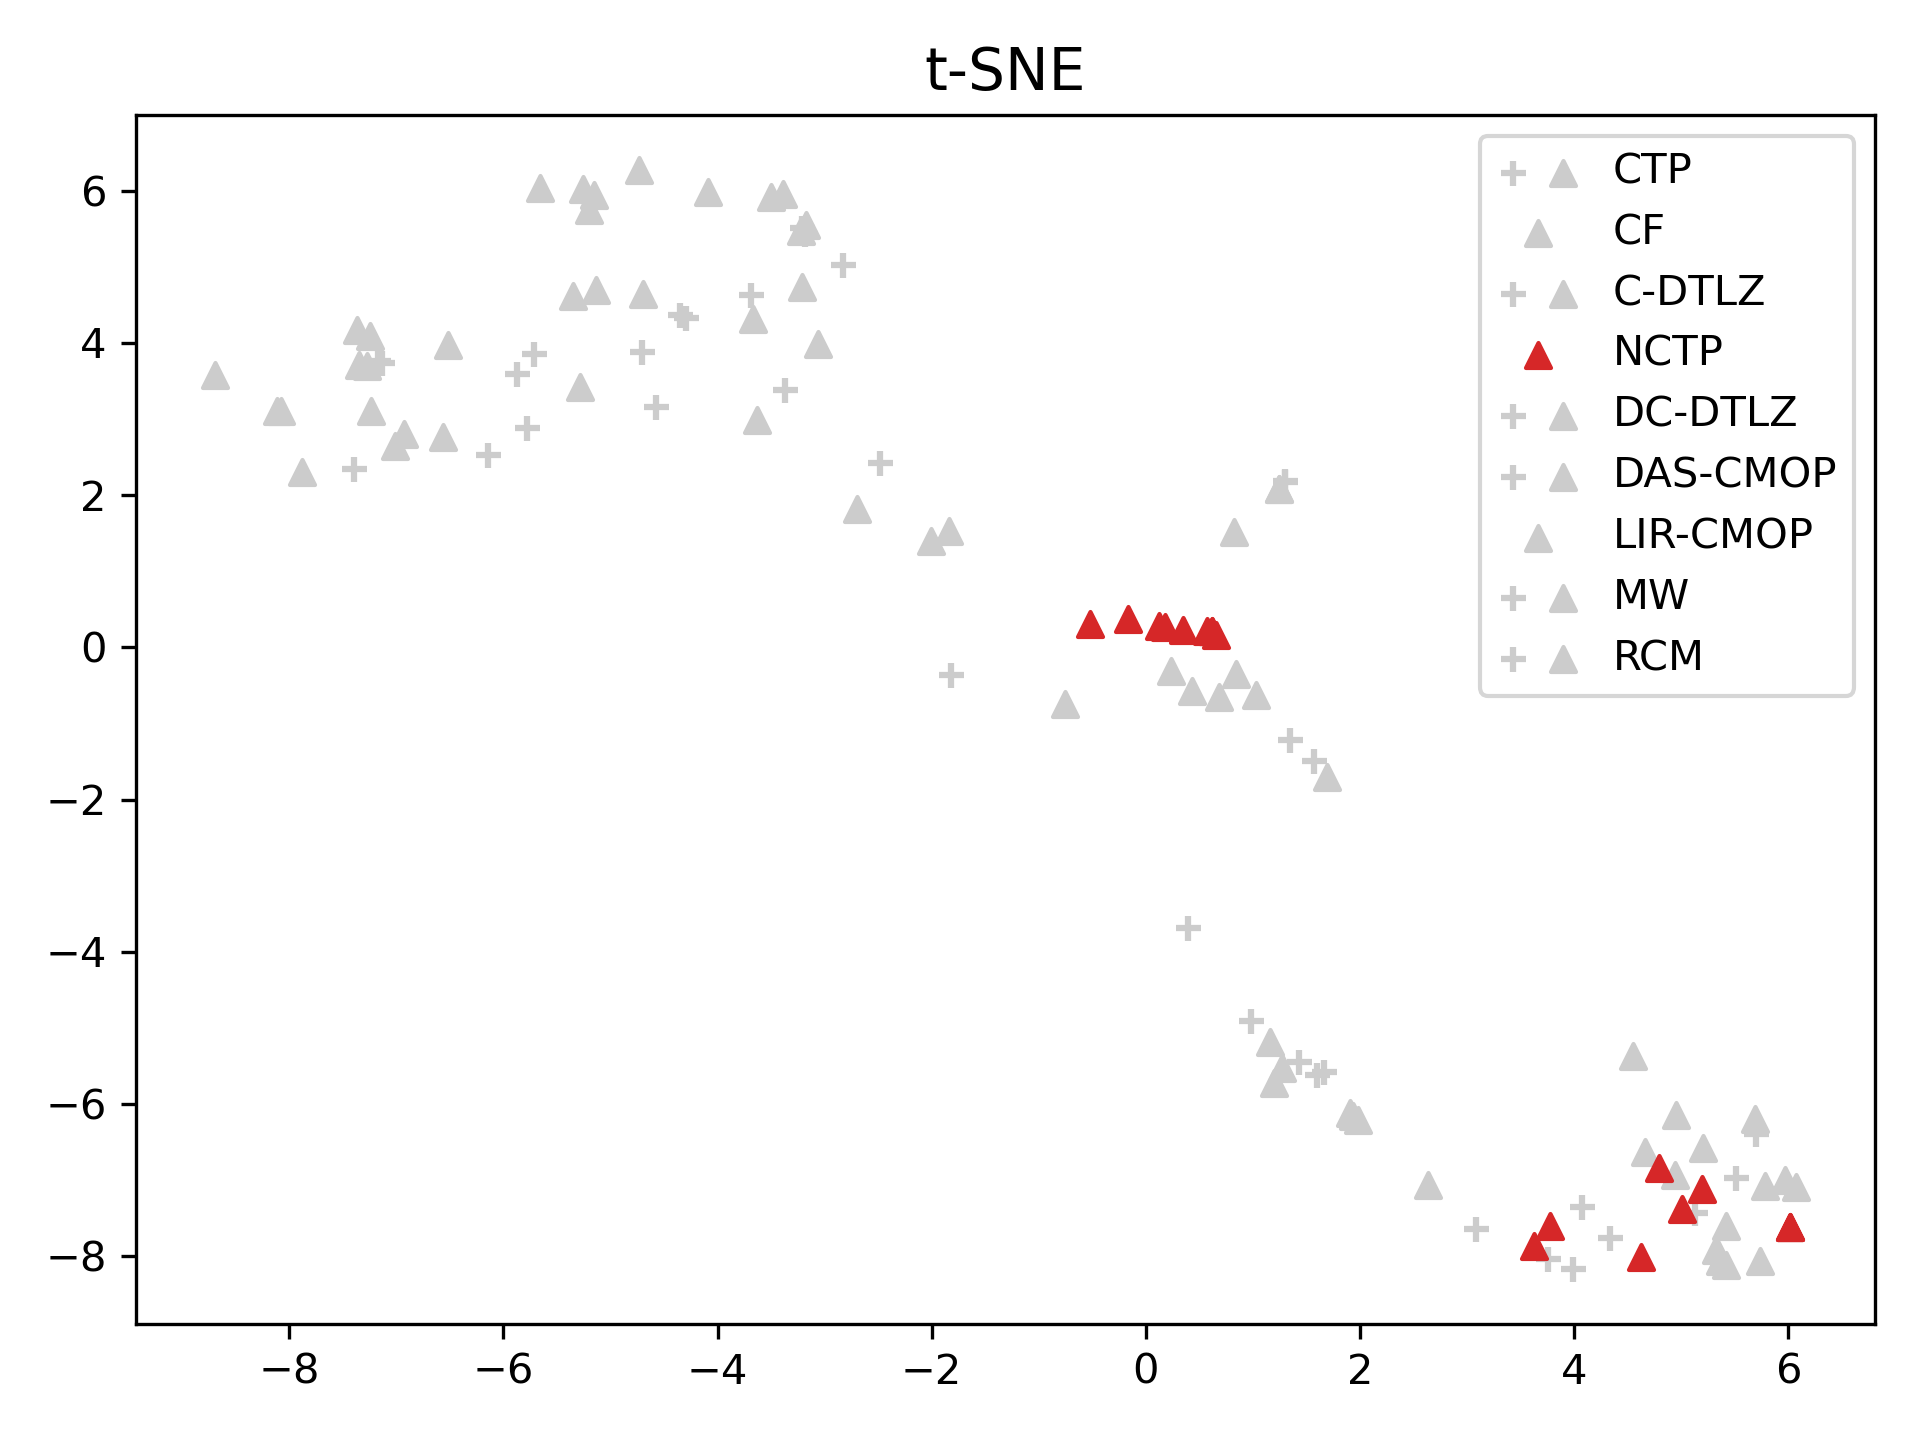 t-SNE
6
4
2
0
−2
−4
−6
−8
−8 −6 −4 −2 0 2 4 6
CTP
CF
C-DTLZ
NCTP
DC-DTLZ
DAS-CMOP
LIR-CMOP
MW
RCM